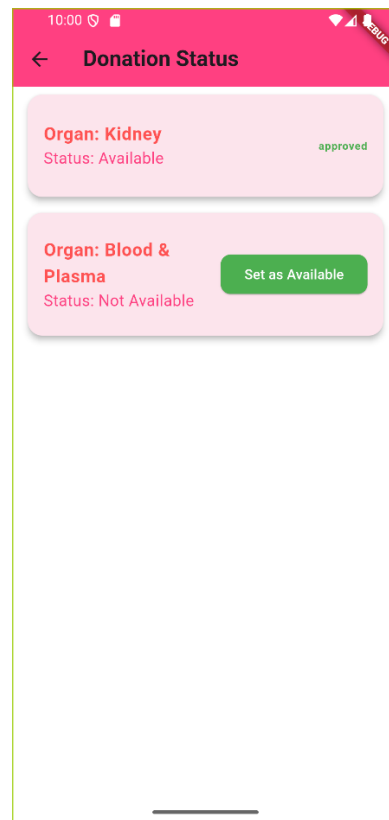 10:00
DEBUG
Donation Status
Organ: Kidney
Status: Available
approved
Organ: Blood &
Plasma
Status: Not Available
Set as Available